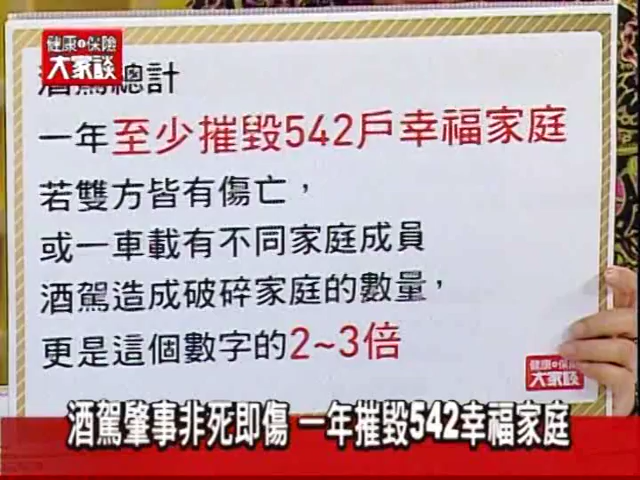 健康e保險
大家談
酒駕總計
一年至少摧毀542戶幸福家庭
若雙方皆有傷亡，
或一車載有不同家庭成員
酒駕造成破碎家庭的數量，
更是這個數字的2~3倍
健康e保險
大家談
酒駕肇事非死即傷 一年摧毀542幸福家庭